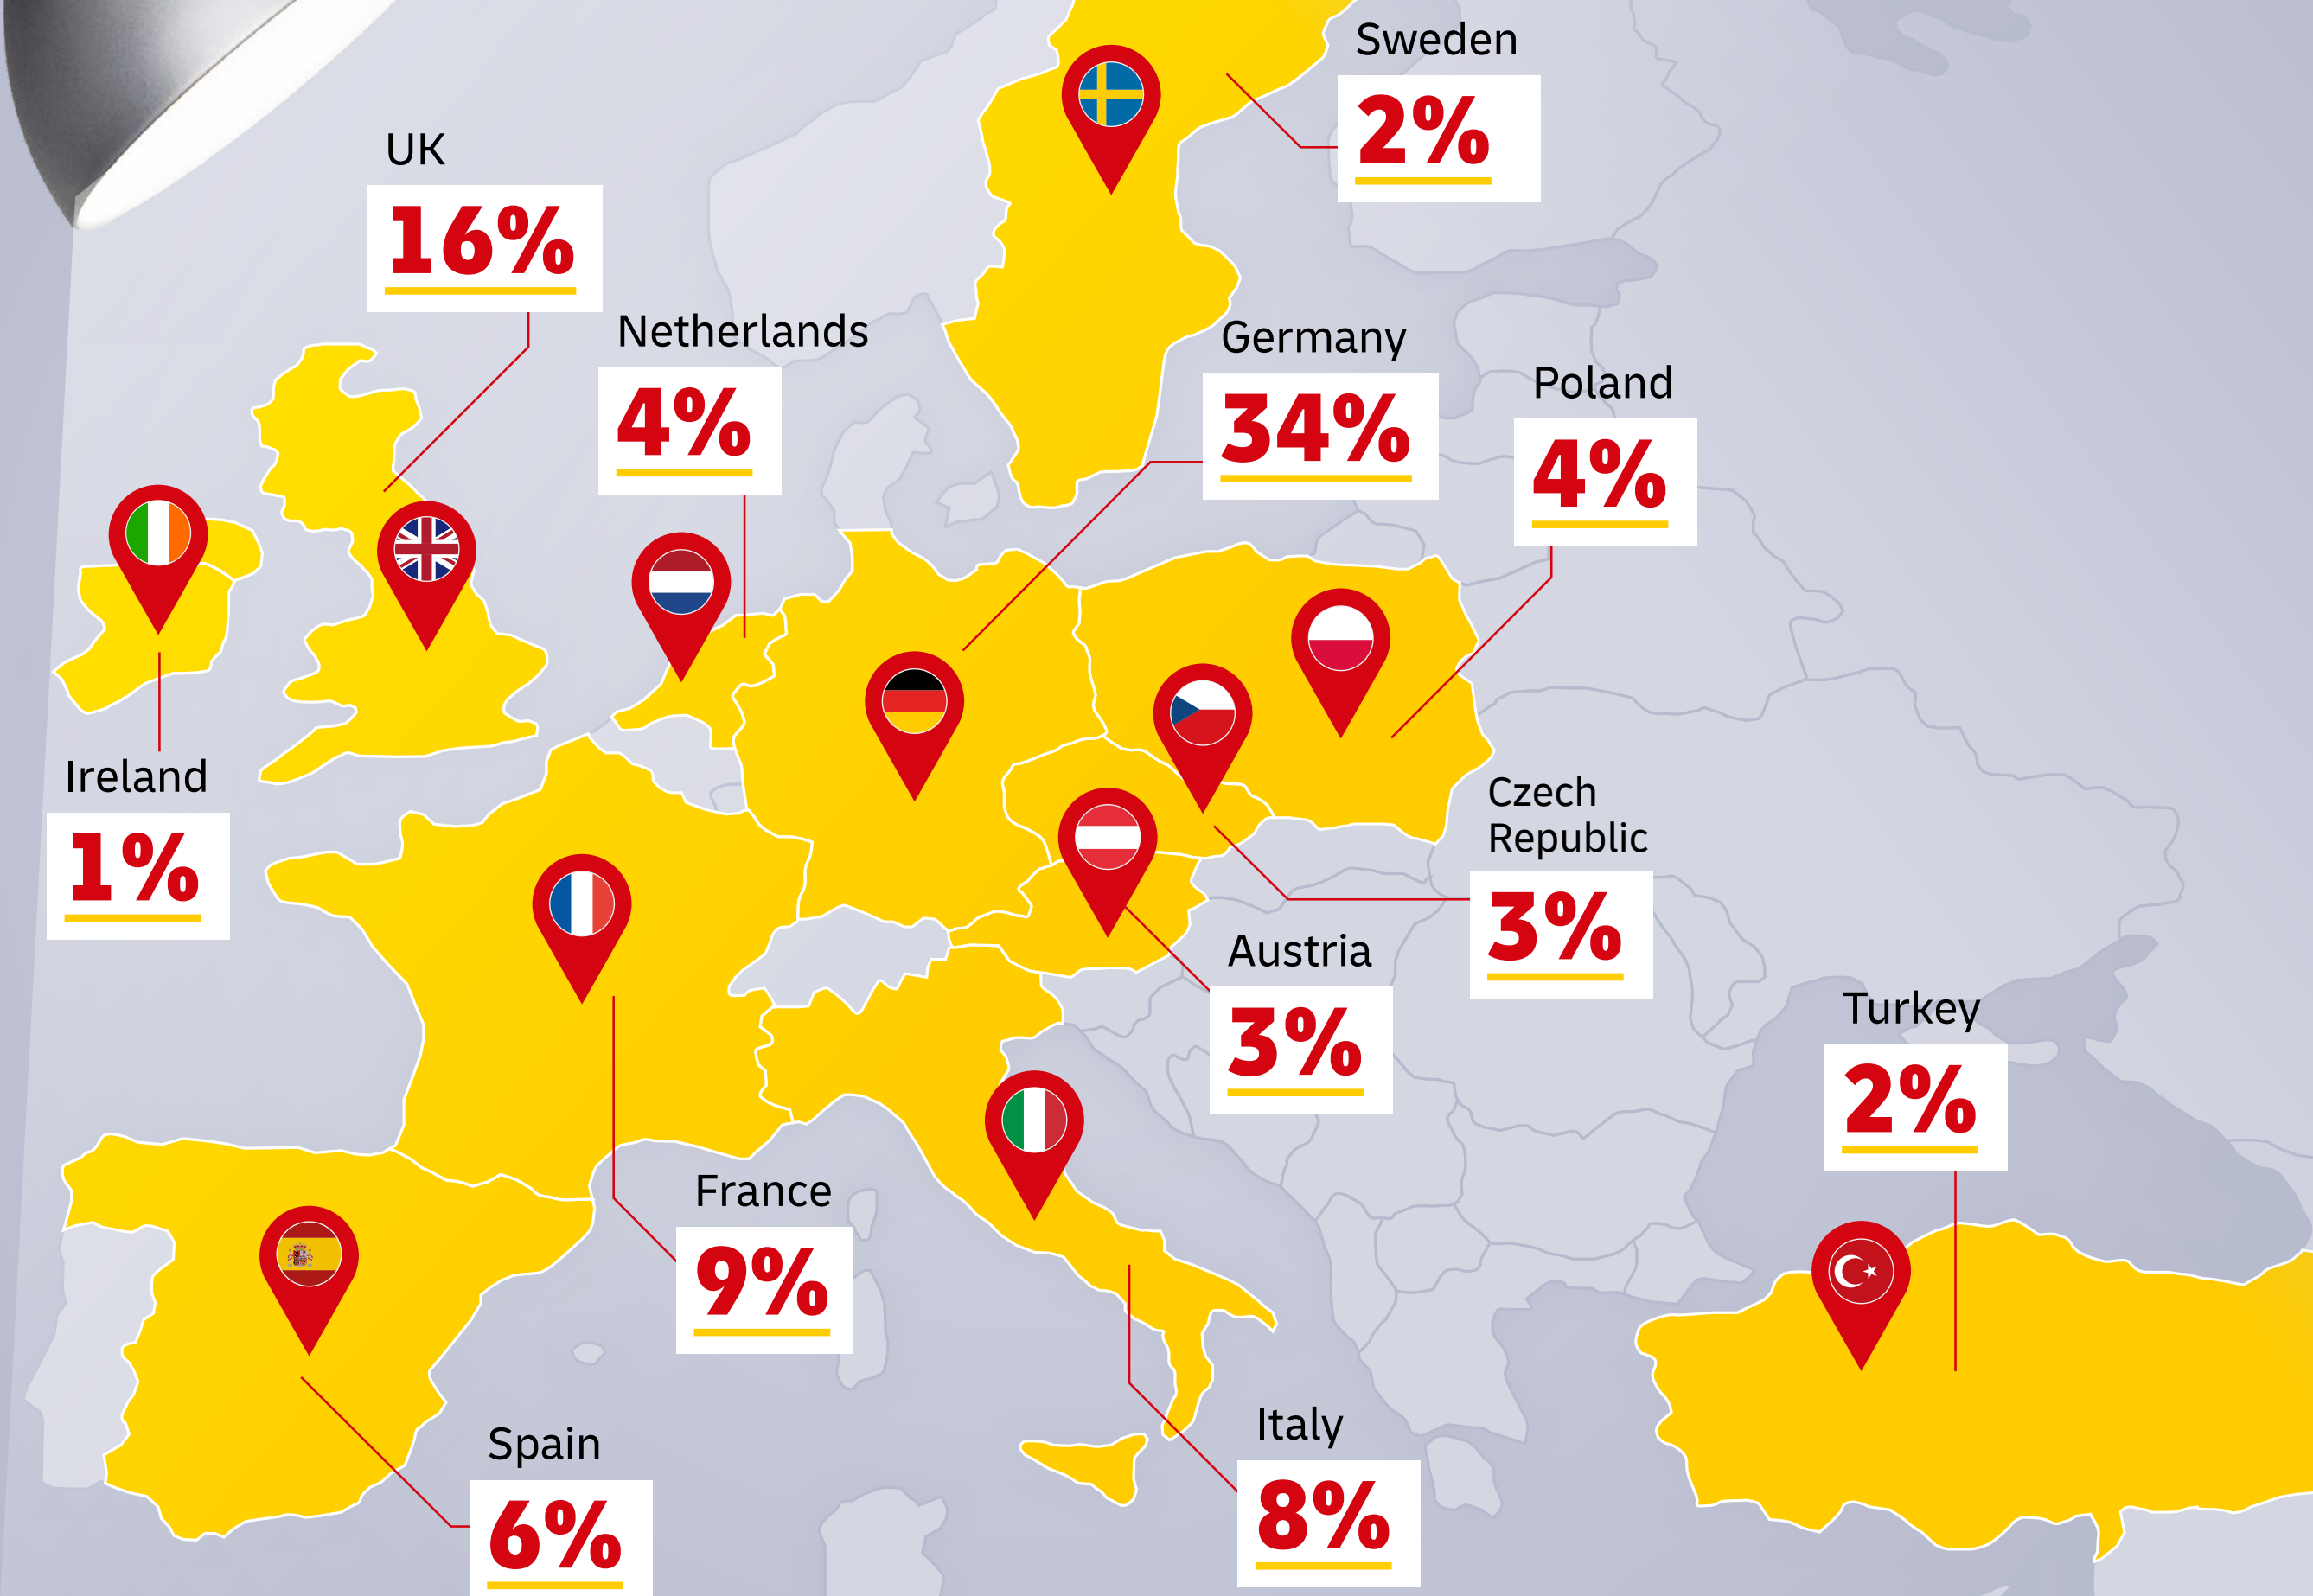 Sweden
2%
UK
16%
Netherlands
4%
Germany
34%
Poland
4%
Ireland
1%
Czech
Republic
3%
Austria
3%
Turkey
2%
France
9%
Italy
8%
Spain
6%